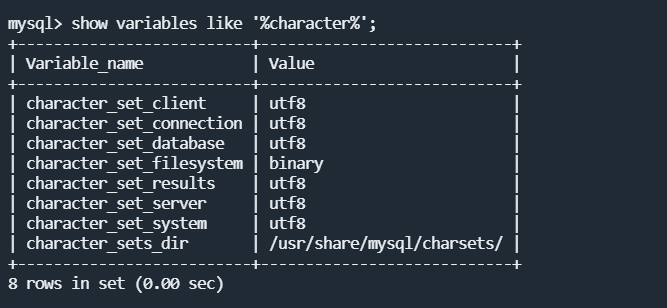 mysql> show variables like '%character%';
+--------------------------+----------------------------+
| Variable_name            | Value                      |
+--------------------------+----------------------------+
| character_set_client     | utf8                       |
| character_set_connection | utf8                       |
| character_set_database   | utf8                       |
| character_set_filesystem | binary                     |
| character_set_results    | utf8                       |
| character_set_server     | utf8                       |
| character_set_system     | utf8                       |
| character_sets_dir       | /usr/share/mysql/charsets/ |
+--------------------------+----------------------------+
8 rows in set (0.00 sec)